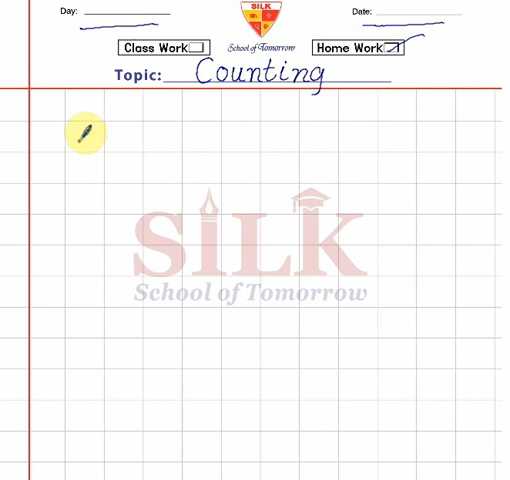 Day: Date:
SILK
Class Work School of Tomorrow Home Work
Topic: Counting
SILK
School of Tomorrow